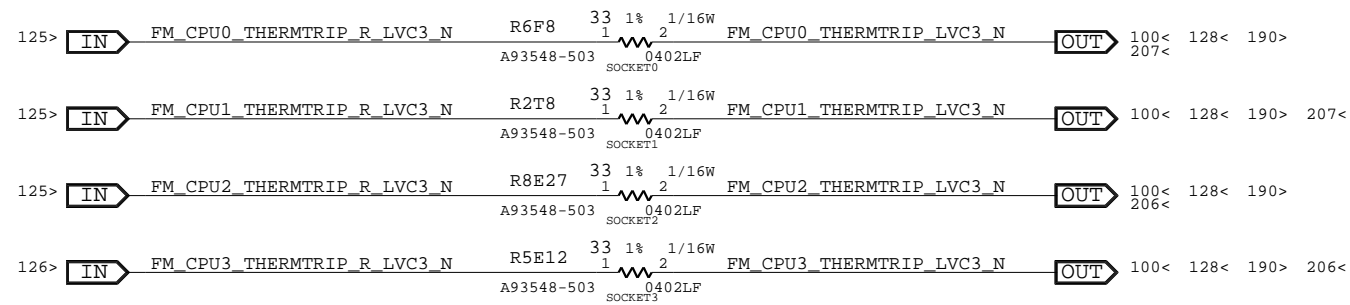 33 1% 1/16W
125> IN FM_CPU0_THERMTRIP_R_LVC3_N R6F8 1 2 FM_CPU0_THERMTRIP_LVC3_N OUT 100< 128< 190>
207<
A93548-503 0402LF
SOCKET0
33 1% 1/16W
125> IN FM_CPU1_THERMTRIP_R_LVC3_N R2T8 1 2 FM_CPU1_THERMTRIP_LVC3_N OUT 100< 128< 190> 207<
A93548-503 0402LF
SOCKET1
33 1% 1/16W
125> IN FM_CPU2_THERMTRIP_R_LVC3_N R8E27 1 2 FM_CPU2_THERMTRIP_LVC3_N OUT 100< 128< 190>
206<
A93548-503 0402LF
SOCKET2
33 1% 1/16W
126> IN FM_CPU3_THERMTRIP_R_LVC3_N R5E12 1 2 FM_CPU3_THERMTRIP_LVC3_N OUT 100< 128< 190> 206<
A93548-503 0402LF
SOCKET3